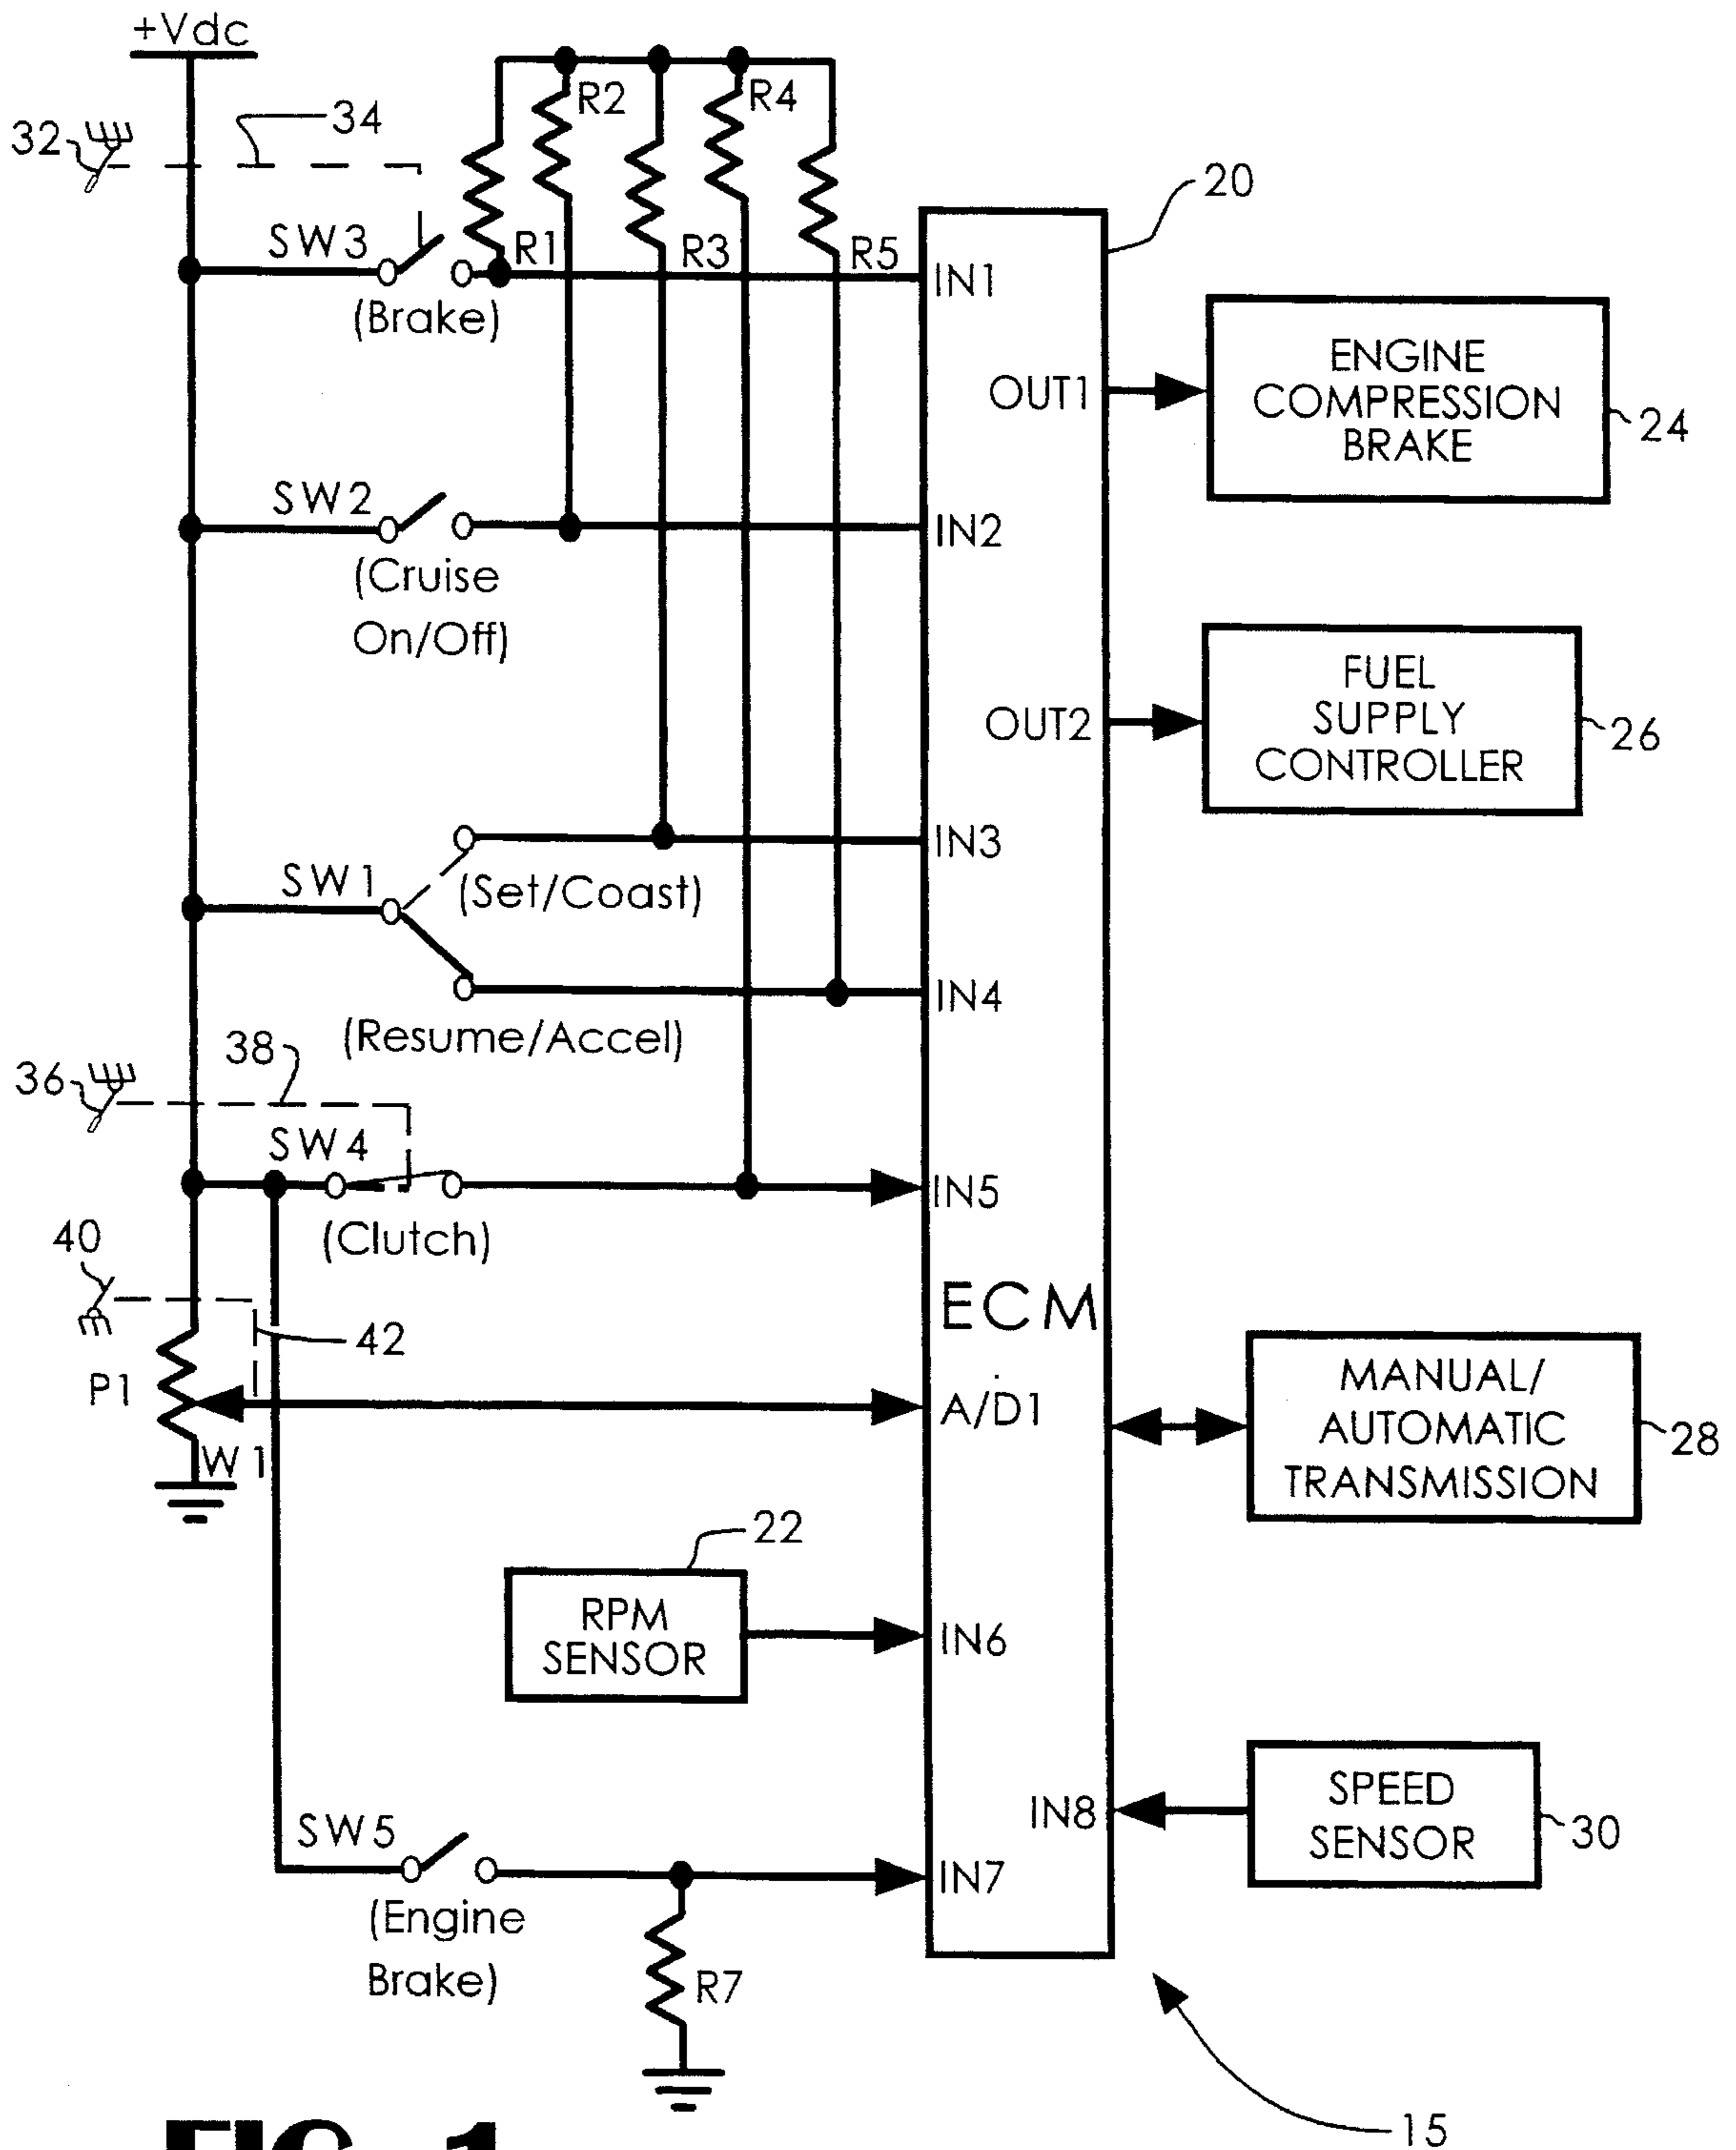 +Vdc
32
34
R2
R4
20
SW3
R1
R3
R5
IN1
(Brake)
ENGINE
COMPRESSION
BRAKE
OUT1
24
SW2
IN2
(Cruise
On/Off)
FUEL
SUPPLY
CONTROLLER
OUT2
26
IN3
SW1
(Set/Coast)
IN4
(Resume/Accel)
38
36
SW4
IN5
(Clutch)
40
ECM
42
P1
A/D1
W1
MANUAL/
AUTOMATIC
TRANSMISSION
28
22
RPM
SENSOR
IN6
SPEED
SENSOR
IN8
30
SW5
IN7
(Engine
Brake)
R7
15
FIG. 1